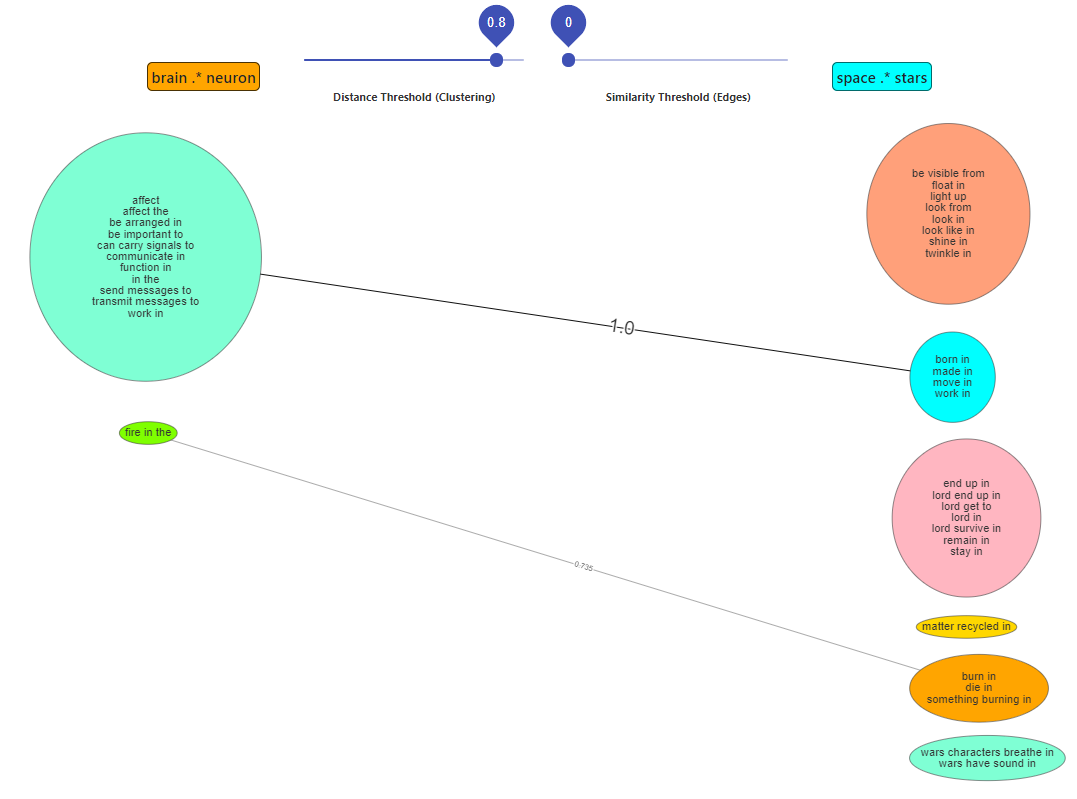 0.8
0
brain .* neuron
space .* stars
Distance Threshold (Clustering)
Similarity Threshold (Edges)
affect
affect the
be arranged in
be important to
can carry signals to
communicate in
function in
in the
send messages to
transmit messages to
work in
fire in the
1.0
0.735
be visible from
float in
light up
look from
look in
look like in
shine in
twinkle in
born in
made in
move in
work in
end up in
lord end up in
lord get to
lord in
lord survive in
remain in
stay in
matter recycled in
burn in
die in
something burning in
wars characters breathe in
wars have sound in